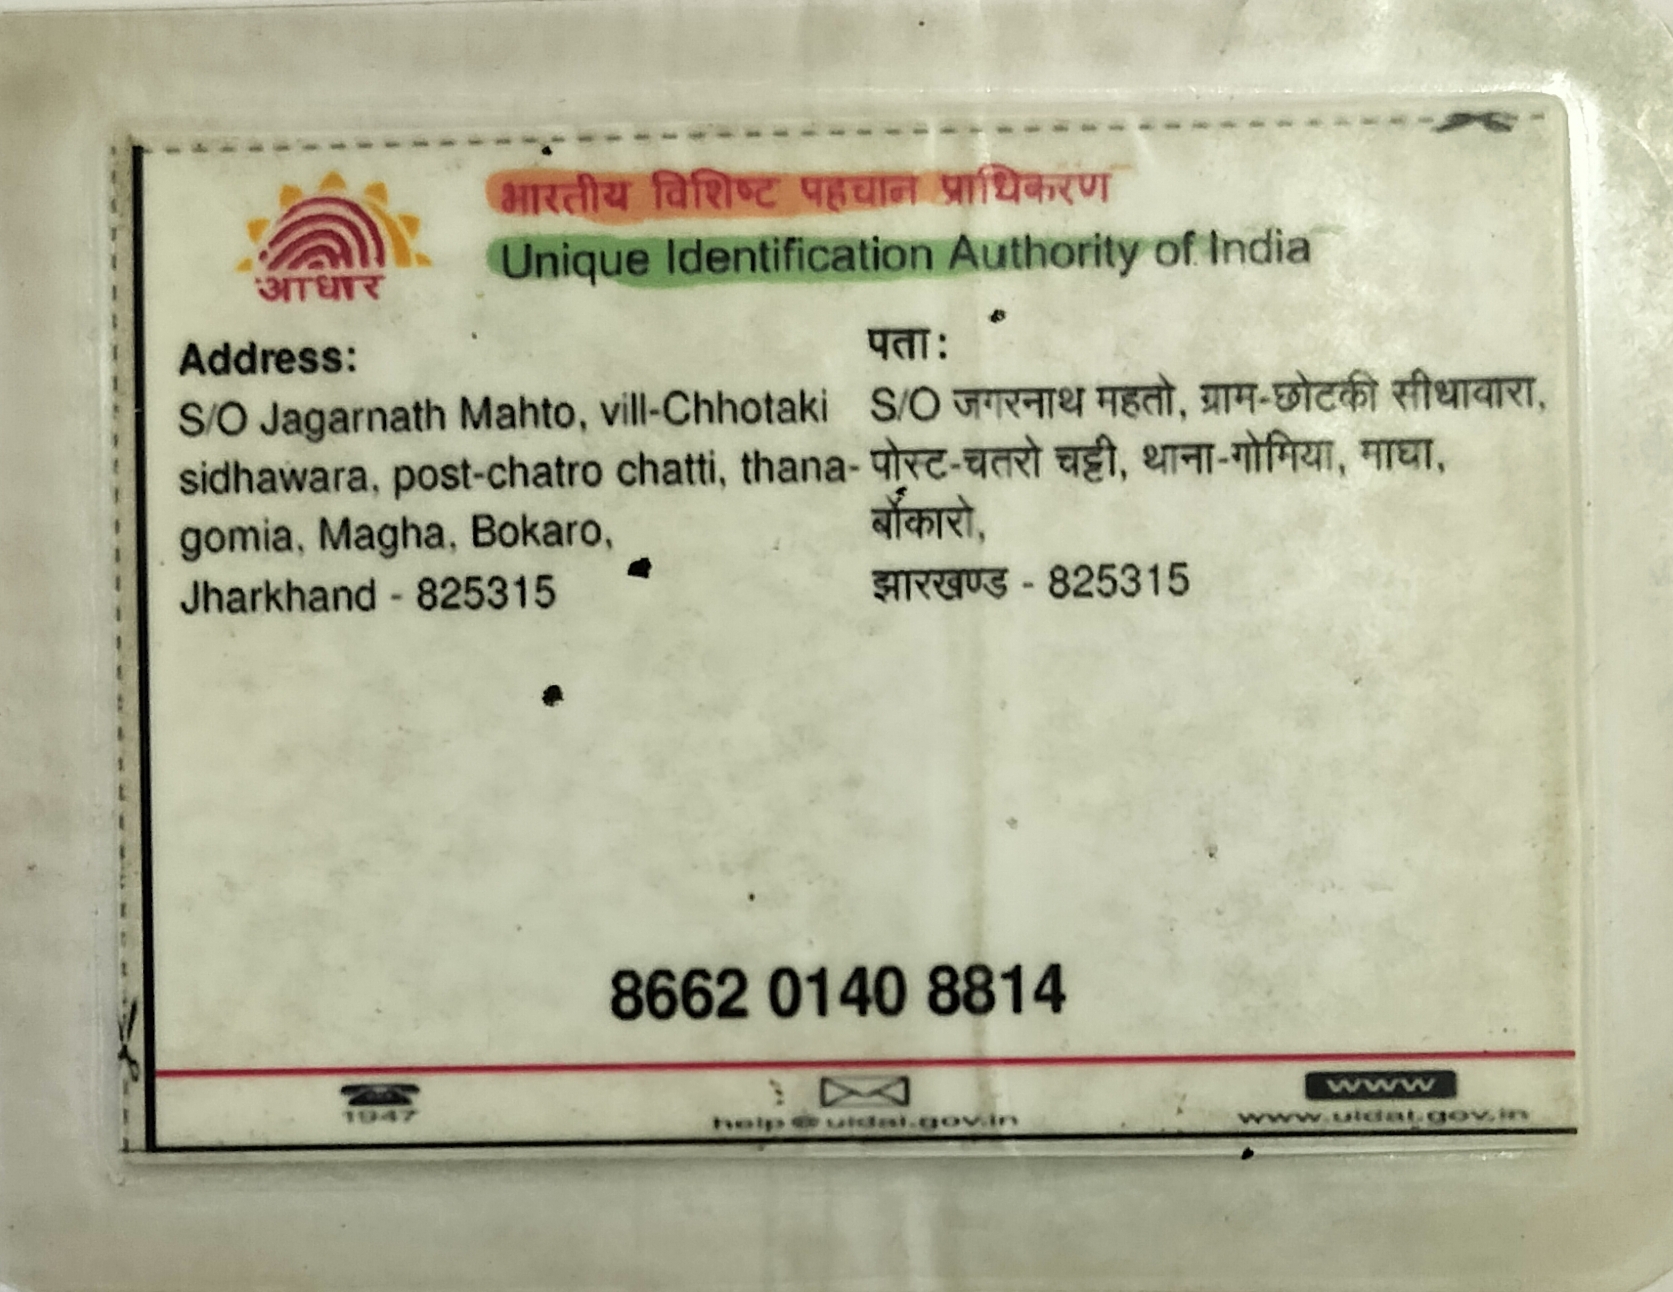 आधार
भारतीय विशिष्ट पहचान प्राधिकरण
Unique Identification Authority of India
Address:
S/O Jagarnath Mahto, vill-Chhotaki
sidhawara, post-chatro chatti, thana-
gomia, Magha, Bokaro,
Jharkhand - 825315
पता:
S/O जगरनाथ महतो, ग्राम-छोटकी सीधावारा,
पोस्ट-चतरो चट्टी, थाना-गोमिया, माघा,
बोकारो,
झारखण्ड - 825315
8662 0140 8814
1947
help@uidai.gov.in
www
www.uidai.gov.in